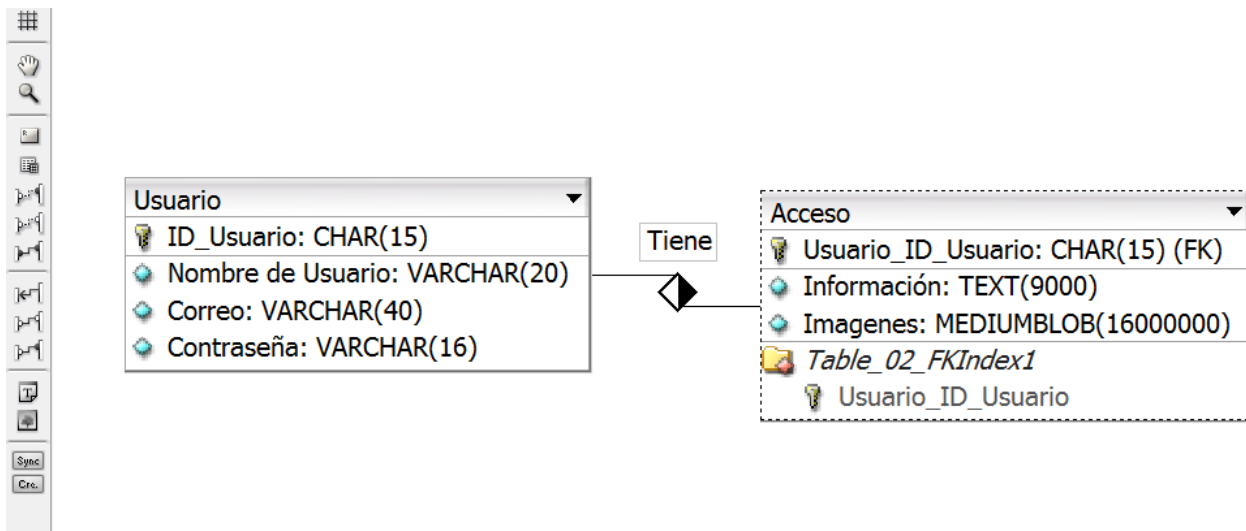 Usuario
ID_Usuario: CHAR(15)
Nombre de Usuario: VARCHAR(20)
Correo: VARCHAR(40)
Contraseña: VARCHAR(16)
Tiene
Acceso
Usuario_ID_Usuario: CHAR(15) (FK)
Información: TEXT(9000)
Imagenes: MEDIUMBLOB(16000000)
Table_02_FKIndex1
Usuario_ID_Usuario
Sync
Cre.